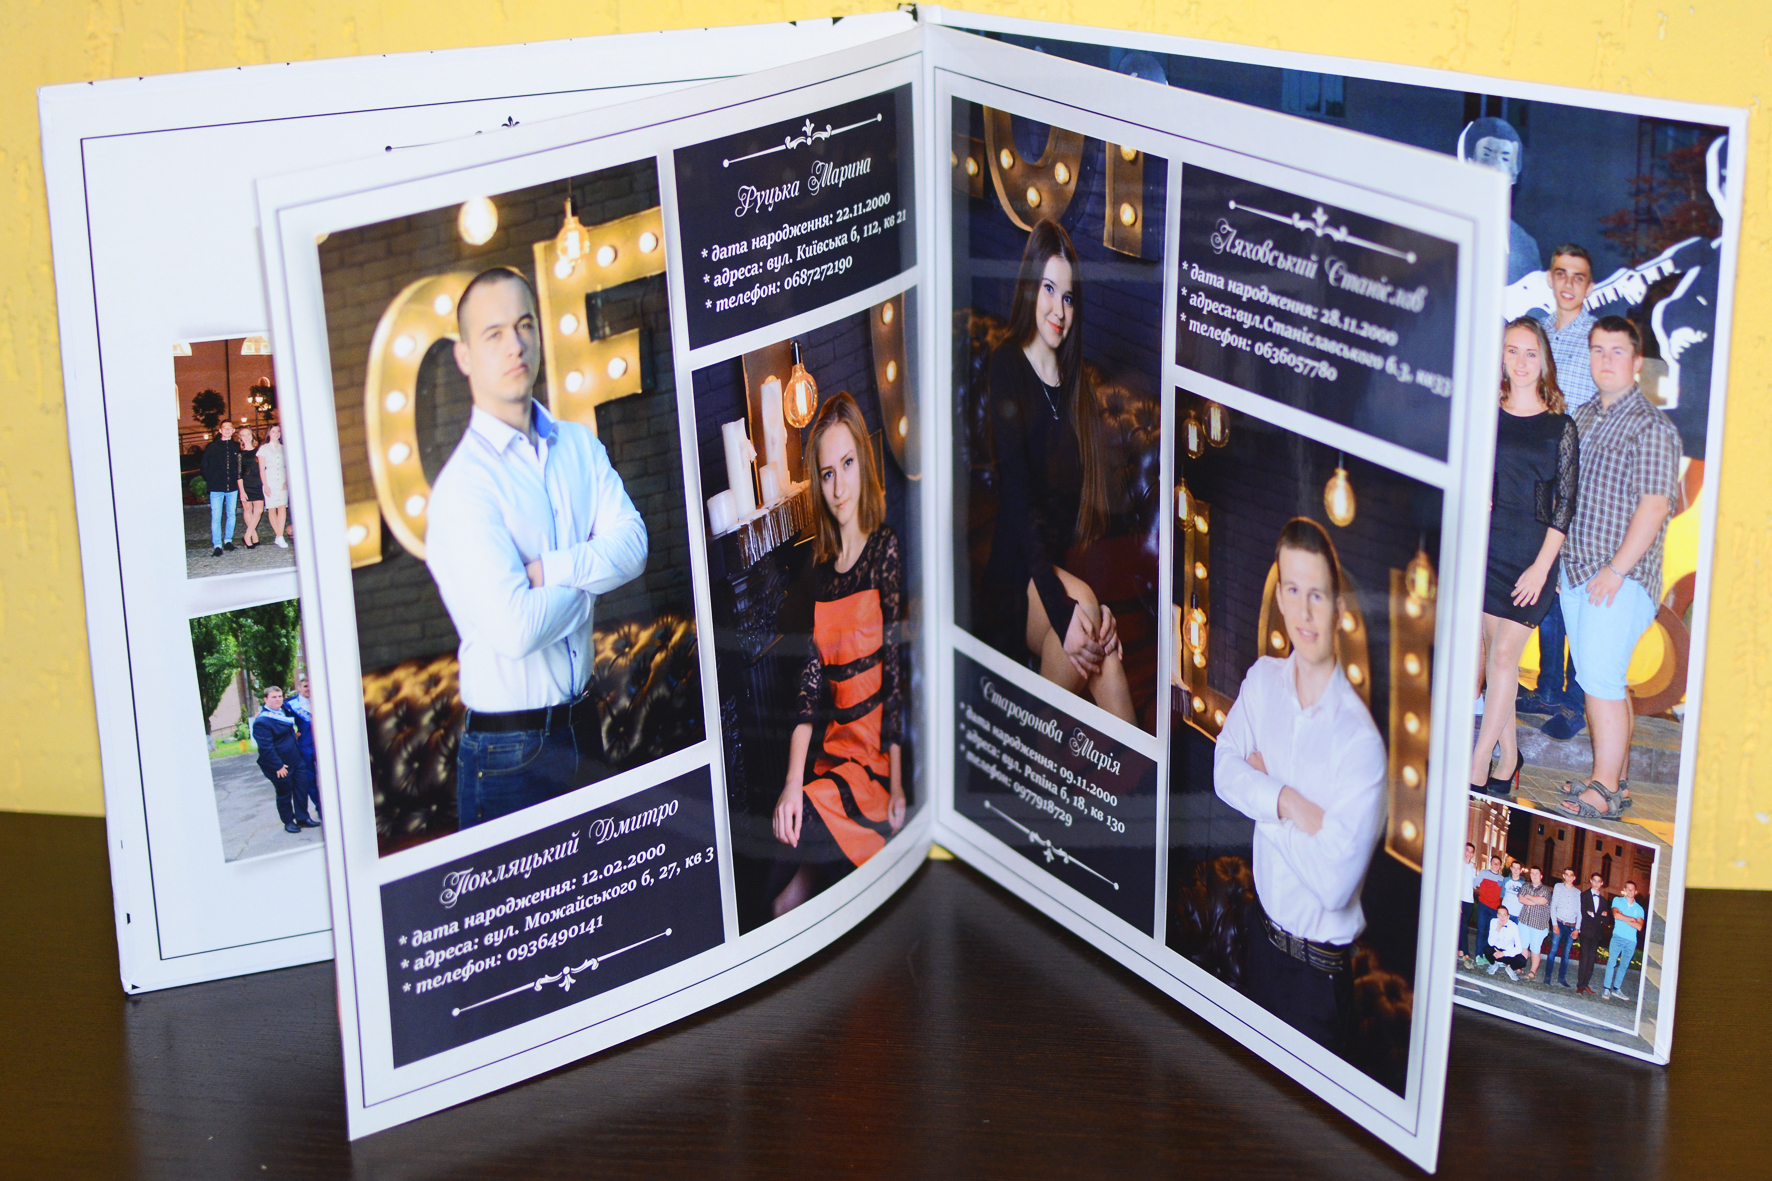 Руцька Марина
* дата народження: 22.11.2000
* адреса: вул. Київська б, 112, кв 21
* телефон: 0687272190
Покляцький Дмитро
* дата народження: 12.02.2000
* адреса: вул. Можайського б, 27, кв 3
* телефон: 0936490141
Ляховський Станіслав
* дата народження: 28.11.2000
* адреса:вул.Станіславського б.3, кв33
* телефон: 0636057780
Стародонова Марія
* дата народження: 09.11.2000
* адреса: вул. Рєпіна б, 18, кв 130
* телефон: 0977918729